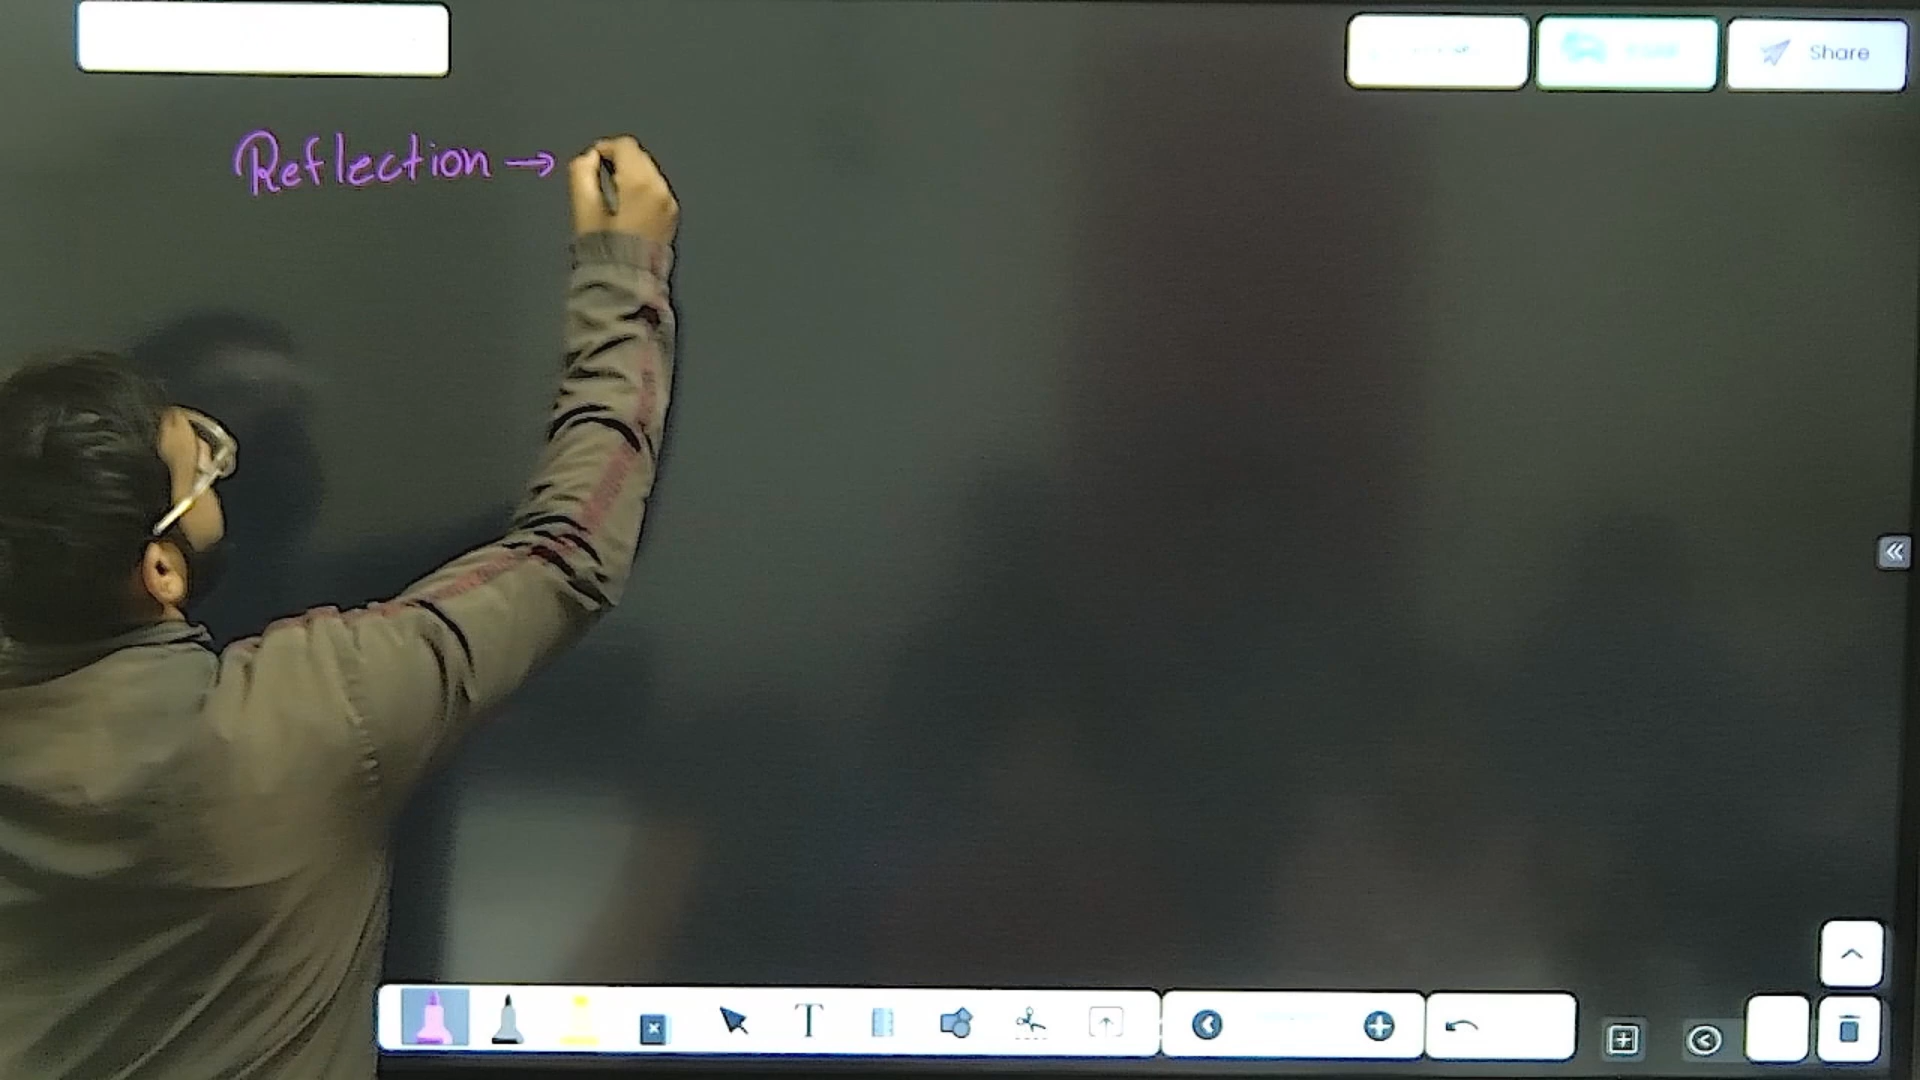 Share
Reflection →
T